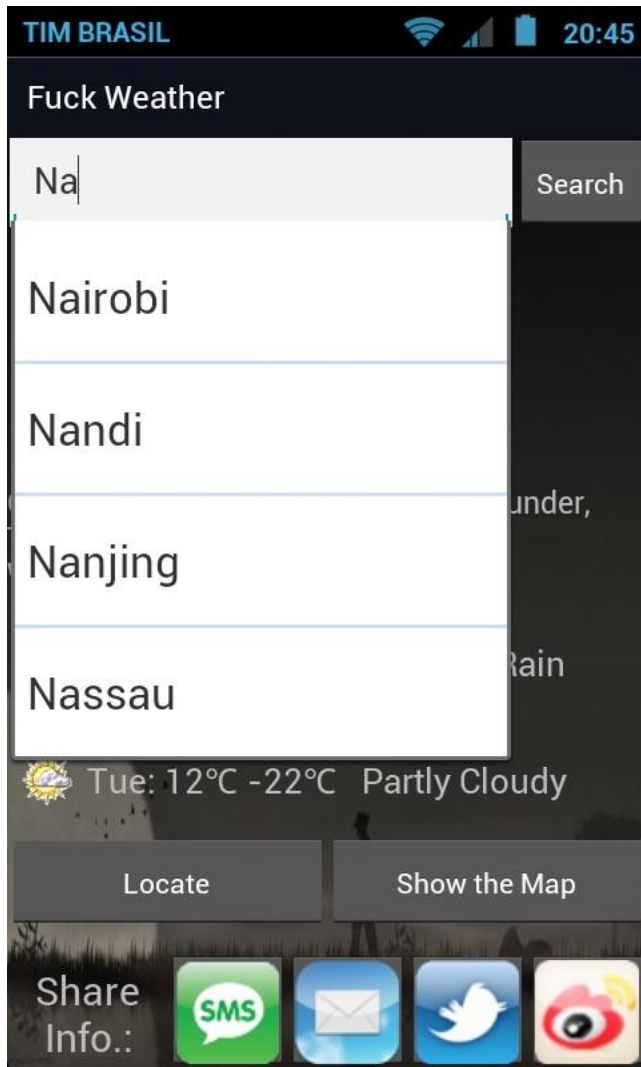 TIM BRASIL 20:45
Fuck Weather
Na Search
Nairobi
Nandi
Nanjing
Nassau
Rain
Tue: 12°C -22°C Partly Cloudy
Locate Show the Map
Share
Info.: SMS